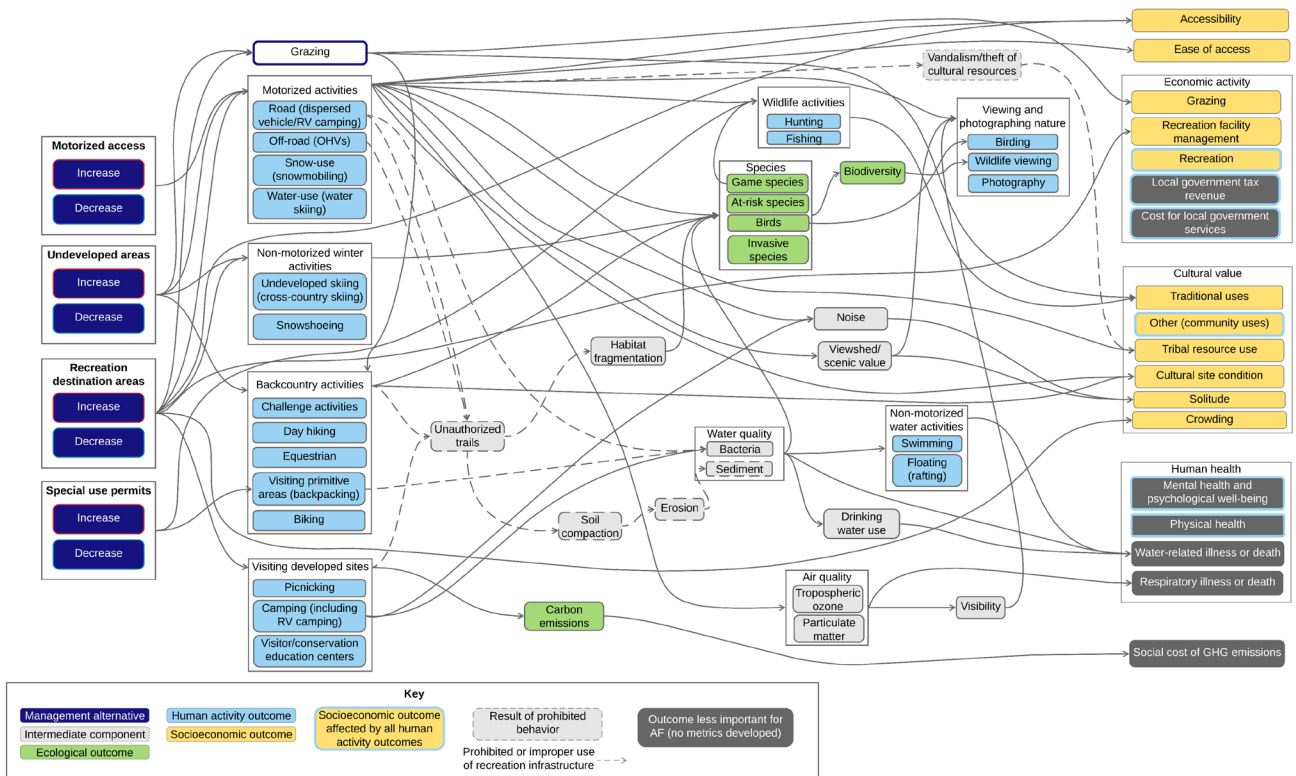 Motorized access
Increase
Decrease
Undeveloped areas
Increase
Decrease
Recreation
destination areas
Increase
Decrease
Special use permits
Increase
Decrease
Grazing
Motorized activities
Road (dispersed
vehicle/RV camping)
Off-road (OHVs)
Snow-use
(snowmobiling)
Water-use (water
skiing)
Non-motorized winter
activities
Undeveloped skiing
(cross-country skiing)
Snowshoeing
Backcountry activities
Challenge activities
Day hiking
Equestrian
Visiting primitive
areas (backpacking)
Biking
Visiting developed sites
Picnicking
Camping (including
RV camping)
Visitor/conservation
education centers
Unauthorized
trails
Habitat
fragmentation
Soil
compaction
Erosion
Carbon
emissions
Vandalism/theft of
cultural resources
Wildlife activities
Hunting
Fishing
Species
Game species
At-risk species
Birds
Invasive
species
Biodiversity
Viewing and
photographing nature
Birding
Wildlife viewing
Photography
Noise
Viewshed/
scenic value
Water quality
Bacteria
Sediment
Non-motorized
water activities
Swimming
Floating
(rafting)
Drinking
water use
Air quality
Tropospheric
ozone
Particulate
matter
Visibility
Accessibility
Ease of access
Economic activity
Grazing
Recreation facility
management
Recreation
Local government tax
revenue
Cost for local government
services
Cultural value
Traditional uses
Other (community uses)
Tribal resource use
Cultural site condition
Solitude
Crowding
Human health
Mental health and
psychological well-being
Physical health
Water-related illness or death
Respiratory illness or death
Social cost of GHG emissions
Key
Management alternative
Intermediate component
Ecological outcome
Human activity outcome
Socioeconomic outcome
Socioeconomic outcome
affected by all human
activity outcomes
Result of prohibited
behavior
Prohibited or improper use
of recreation infrastructure
Outcome less important for
AF (no metrics developed)